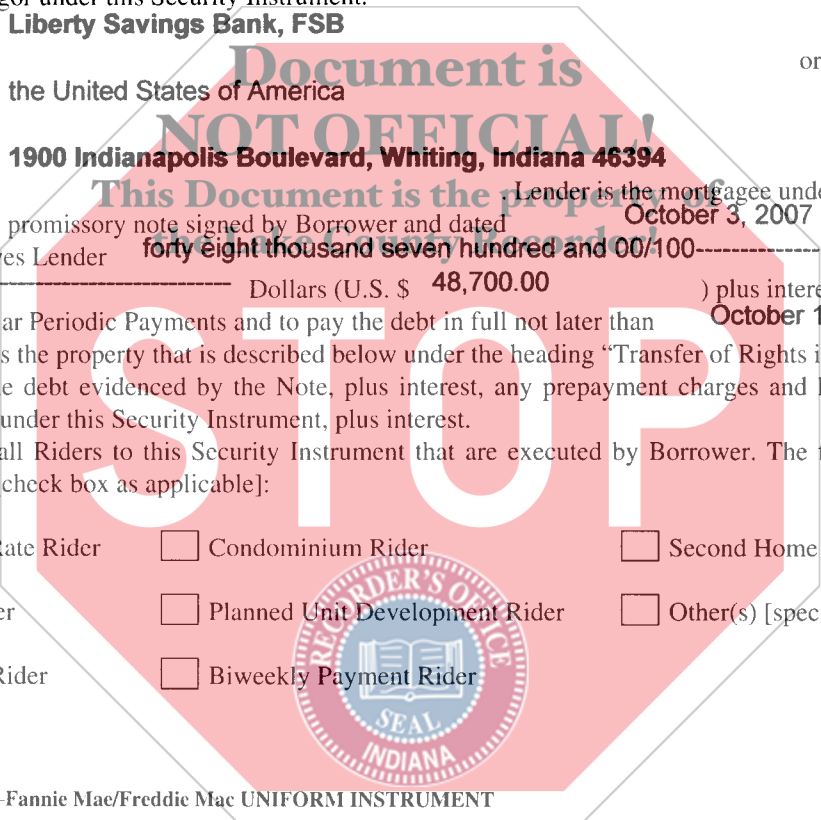 gor under this Security Instrument.
Liberty Savings Bank, FSB
Document is
or
the United States of America
NOT OFFICIAL!
1900 Indianapolis Boulevard, Whiting, Indiana 46394
This Document is the property of
. Lender is the mortgagee unde
promissory note signed by Borrower and dated October 3, 2007
the Lake County Recorder!
es Lender forty eight thousand seven hundred and 00/100---------------
------------------------------ Dollars (U.S. $ 48,700.00 ) plus intere
ar Periodic Payments and to pay the debt in full not later than October 1
s the property that is described below under the heading “Transfer of Rights i
e debt evidenced by the Note, plus interest, any prepayment charges and l
under this Security Instrument, plus interest.
all Riders to this Security Instrument that are executed by Borrower. The f
check box as applicable]:
STOP
ate Rider Condominium Rider Second Home
er Planned Unit Development Rider Other(s) [spec
Rider Biweekly Payment Rider
RECORDER'S OFFICE
SEAL
INDIANA
-Fannie Mae/Freddie Mac UNIFORM INSTRUMENT